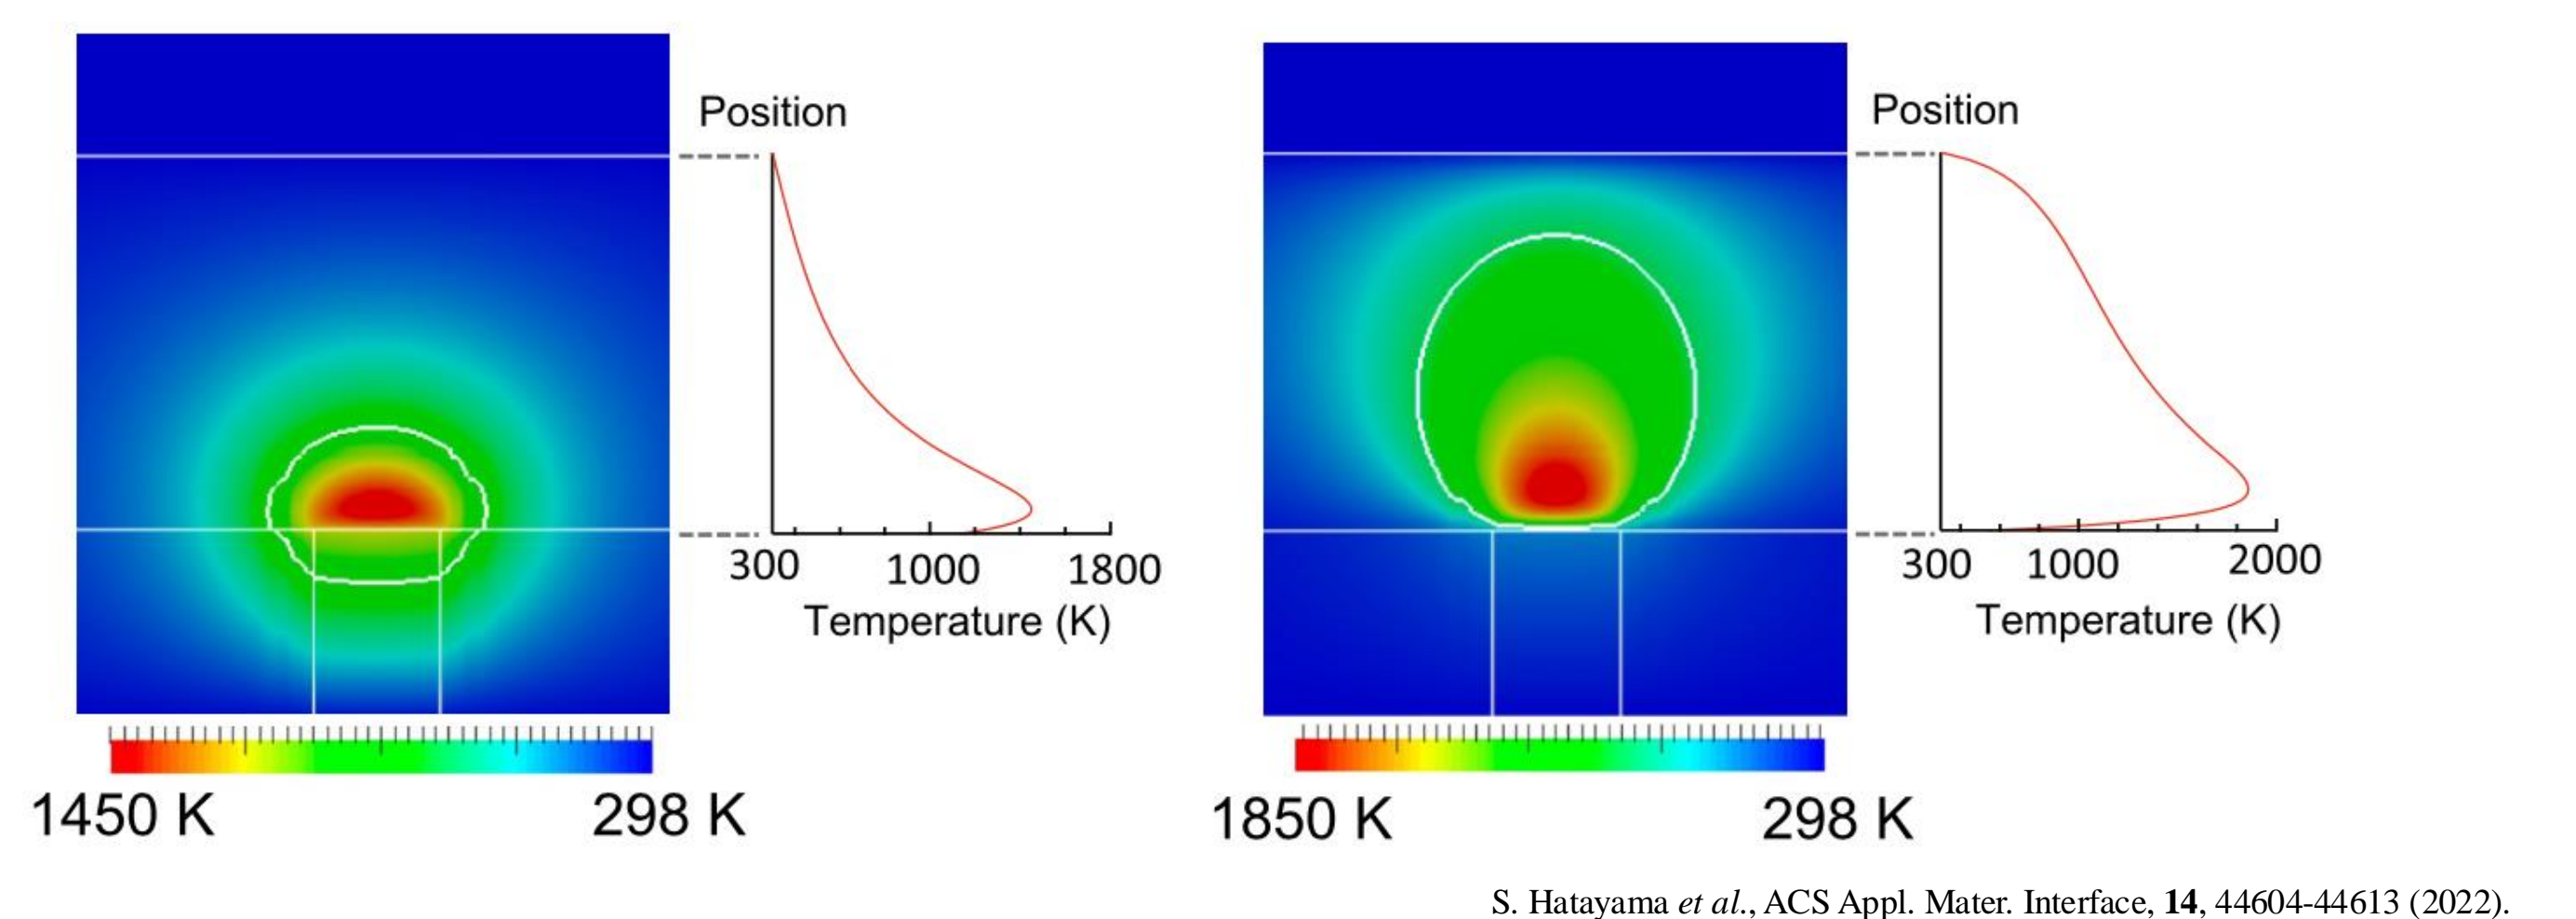 Position
300 1000 1800
Temperature (K)
1450 K 298 K
Position
300 1000 2000
Temperature (K)
1850 K 298 K
S. Hatayama et al., ACS Appl. Mater. Interface, 14, 44604-44613 (2022).